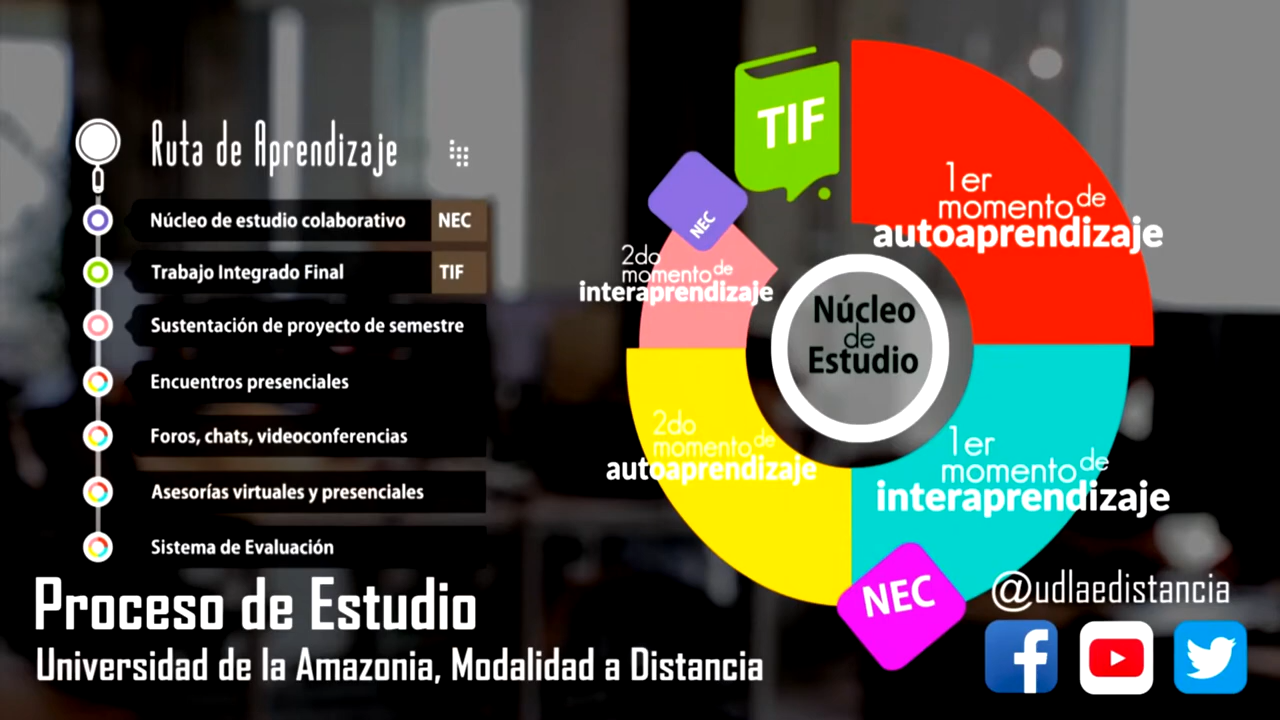 Ruta de Aprendizaje
Núcleo de estudio colaborativo NEC
Trabajo Integrado Final TIF
Sustentación de proyecto de semestre
Encuentros presenciales
Foros, chats, videoconferencias
Asesorías virtuales y presenciales
Sistema de Evaluación
Proceso de Estudio
Universidad de la Amazonia, Modalidad a Distancia
TIF
1er
momento de
autoaprendizaje
NEC
2do
momento de
interaprendizaje
Núcleo
de
Estudio
2do
momento de
autoaprendizaje
1er
momento de
interaprendizaje
NEC
@udlaedistancia